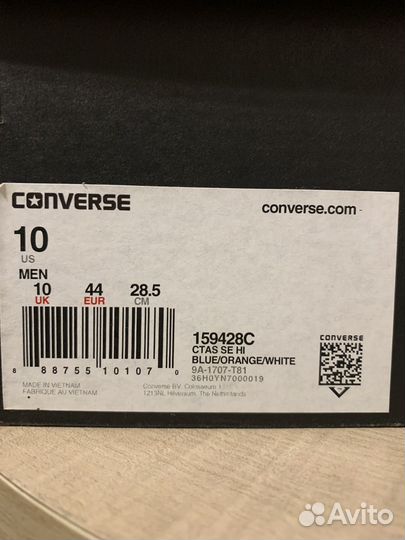 CONVERSE
converse.com
10
US
MEN
10 44 28.5
UK EUR CM
8 88755 10107 0
159428C
CTAS SE HI
BLUE/ORANGE/WHITE
9A-1707-T81
36H0YN7000019
CONVERSE
MADE IN VIETNAM
FABRIQUE AU VIETNAM
Converse BV. Colosseum
1213NL Hilversum, The Netherlands
Avito